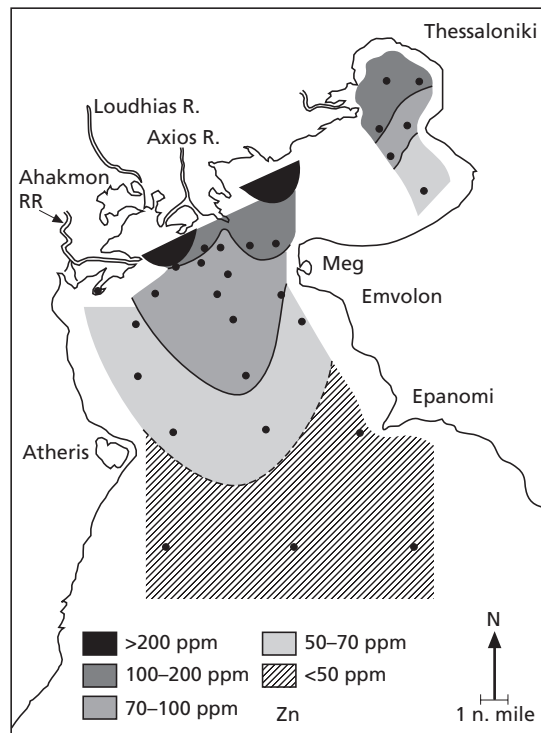 Thessaloniki
Loudhias R.
Axios R.
Ahakmon
RR
Meg
Emvolon
Epanomi
Atheris
>200 ppm
50–70 ppm
100–200 ppm
<50 ppm
70–100 ppm
Zn
N
1 n. mile